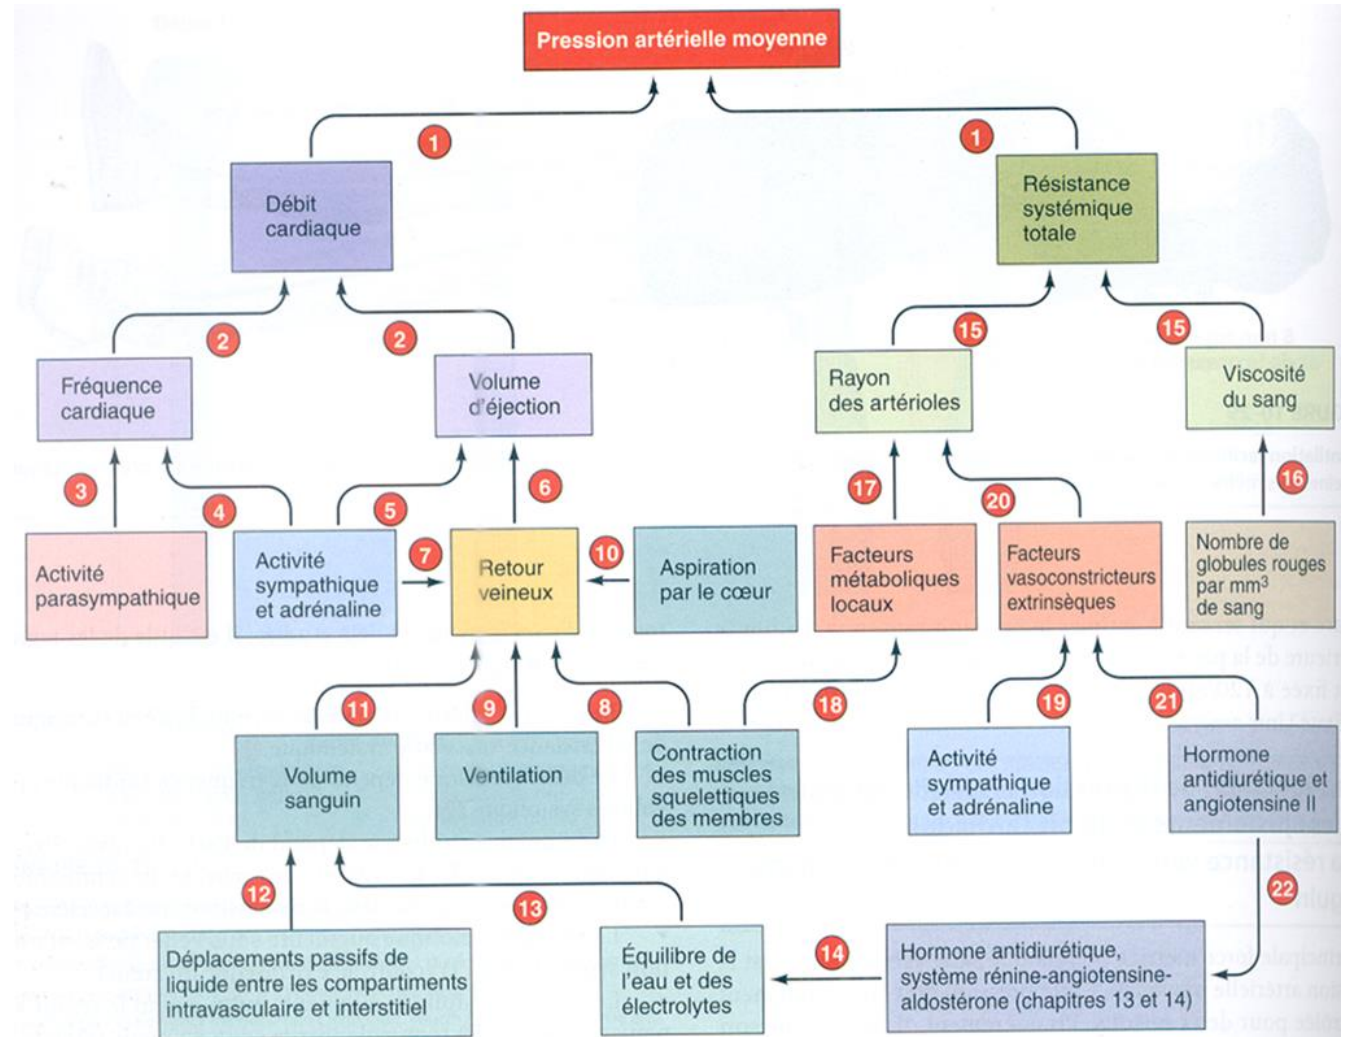 Pression artérielle moyenne
1
1
Débit
cardiaque
Résistance
systémique
totale
2
2
15
15
Fréquence
cardiaque
Volume
d'éjection
Rayon
des artérioles
Viscosité
du sang
3
4
5
6
17
20
16
Activité
parasympathique
Activité
sympathique
et adrénaline
7
Retour
veineux
10
Aspiration
par le cœur
Facteurs
métaboliques
locaux
Facteurs
vasoconstricteurs
extrinsèques
Nombre de
globules rouges
par mm³
de sang
11
9
8
18
19
21
Volume
sanguin
Ventilation
Contraction
des muscles
squelettiques
des membres
Activité
sympathique
et adrénaline
Hormone
antidiurétique et
angiotensine II
12
13
22
Déplacements passifs de
liquide entre les compartiments
intravasculaire et interstitiel
Équilibre de
l'eau et des
électrolytes
14
Hormone antidiurétique,
système rénine-angiotensine-
aldostérone (chapitres 13 et 14)